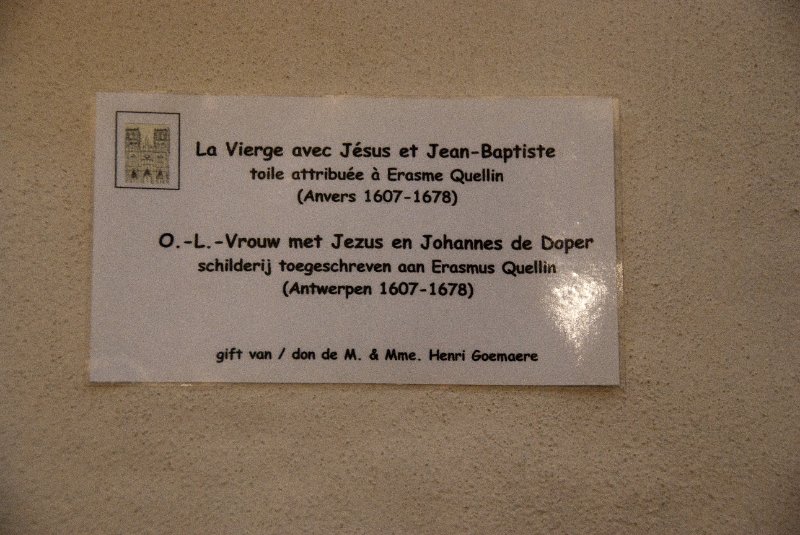 La Vierge avec Jésus et Jean-Baptiste
toile attribuée à Erasme Quellin
(Anvers 1607-1678)
O.-L.-Vrouw met Jezus en Johannes de Doper
schilderij toegeschreven aan Erasmus Quellin
(Antwerpen 1607-1678)
gift van / don de M. & Mme. Henri Goemaere